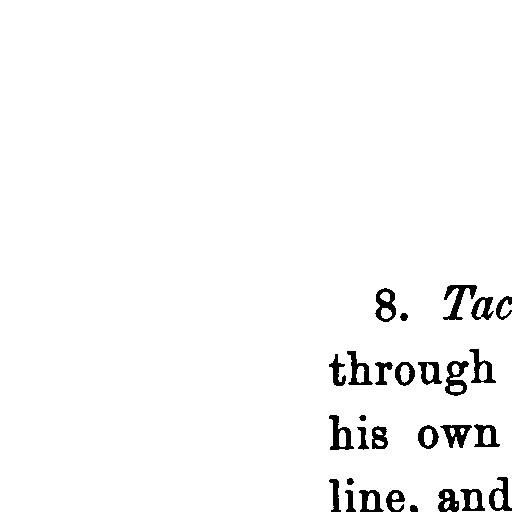 8. Tac
through
his own
line, and